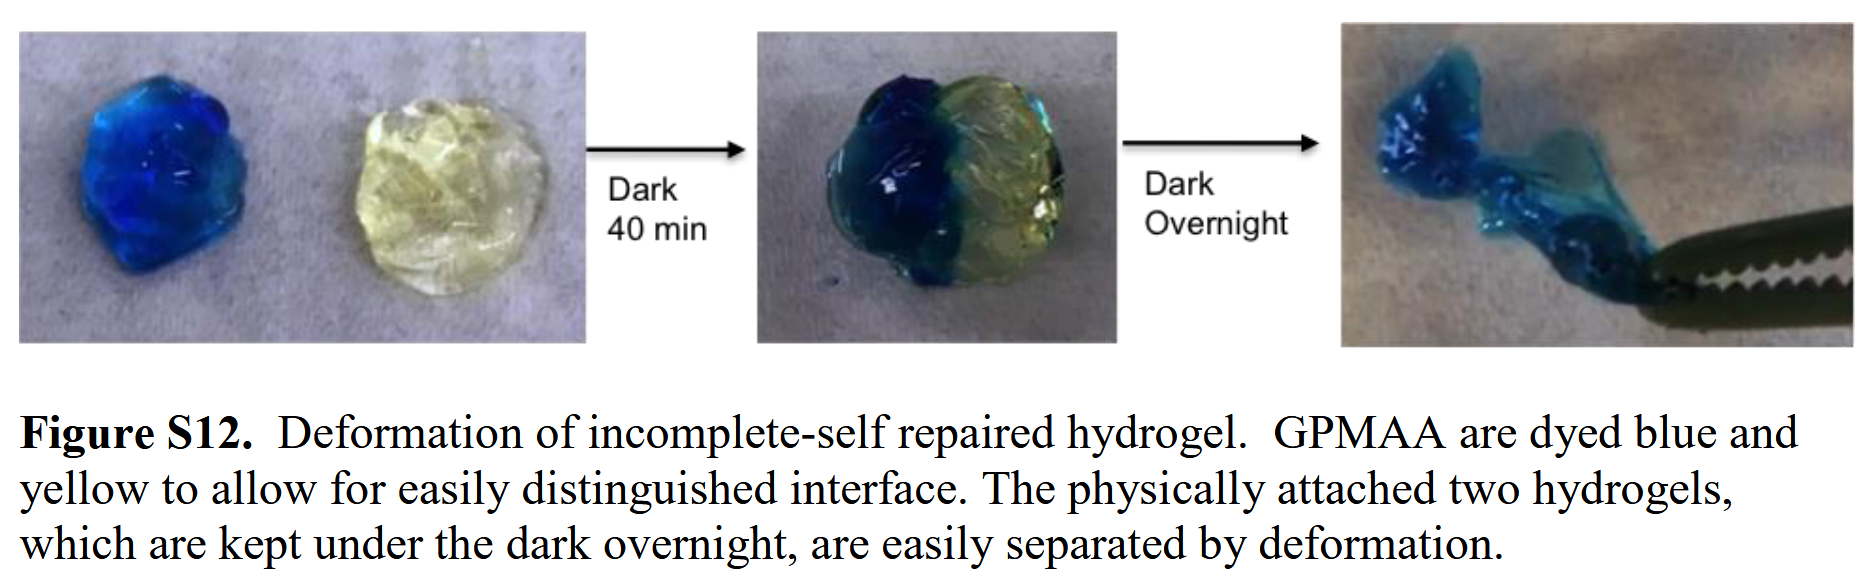 Dark
40 min
Dark
Overnight
Figure S12.  Deformation of incomplete-self repaired hydrogel.  GPMAA are dyed blue and
yellow to allow for easily distinguished interface. The physically attached two hydrogels,
which are kept under the dark overnight, are easily separated by deformation.